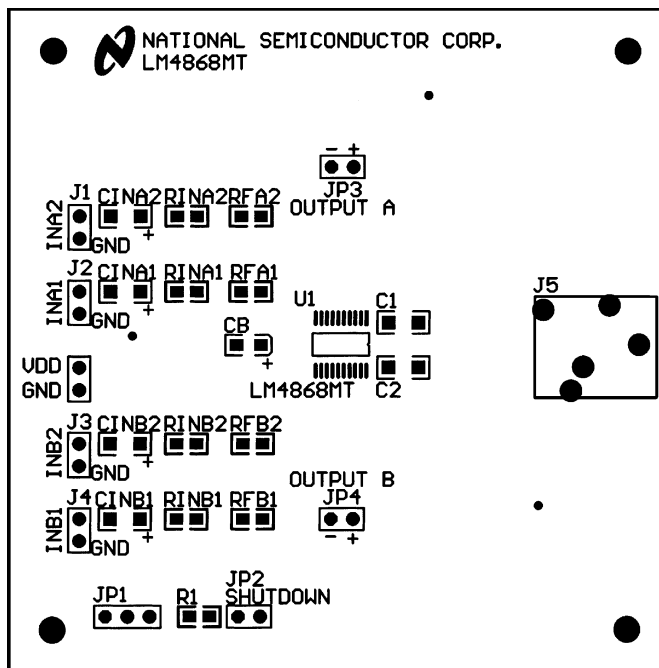 NATIONAL SEMICONDUCTOR CORP.
LM4868MT
- +
JP3
OUTPUT A
J1 CINA2 RINA2 RFA2
INA2
GND +
J2 CINA1 RINA1 RFA1
INA1
GND +
U1 C1
J5
CB
+
VDD
GND
LM4868MT C2
J3 CINB2 RINB2 RFB2
INB2
GND +
OUTPUT B
JP4
- +
J4 CINB1 RINB1 RFB1
INB1
GND +
JP1 R1 JP2
SHUTDOWN